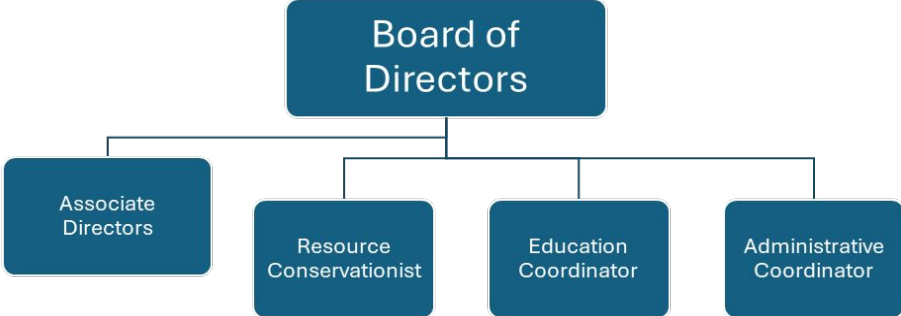 Board of
Directors
Associate
Directors
Resource
Conservationist
Education
Coordinator
Administrative
Coordinator